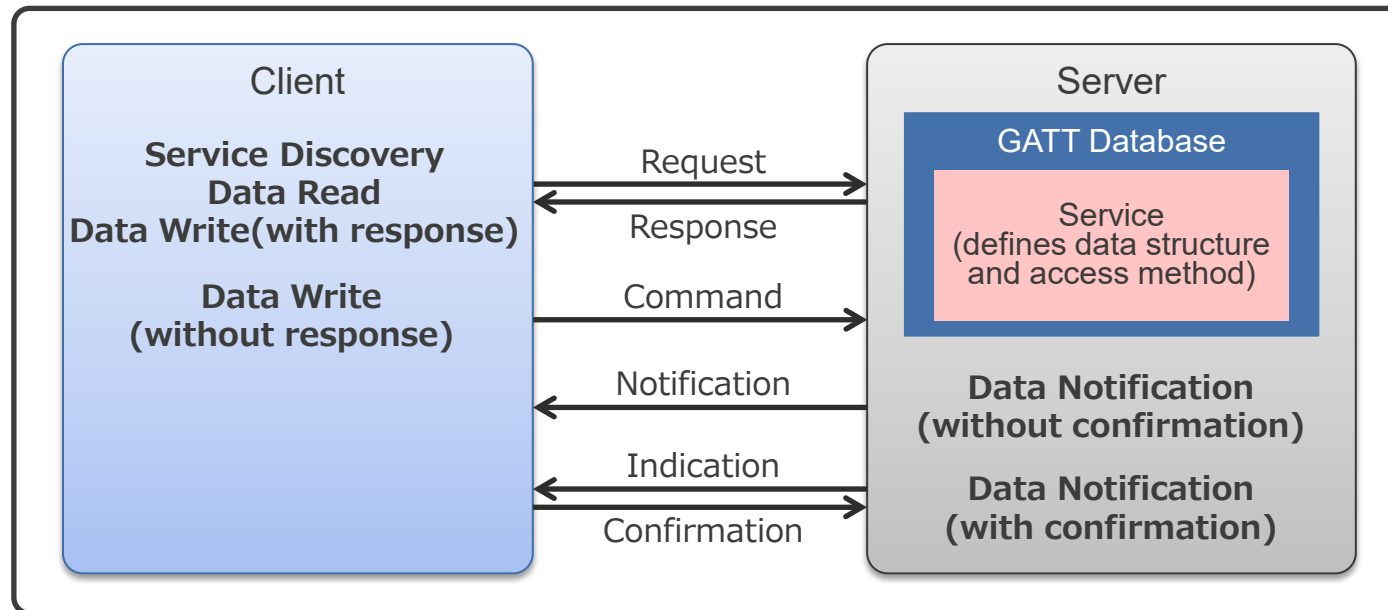 Client
Service Discovery
Data Read
Data Write(with response)
Data Write
(without response)
Request
Response
Command
Notification
Indication
Confirmation
Server
GATT Database
Service
(defines data structure
and access method)
Data Notification
(without confirmation)
Data Notification
(with confirmation)